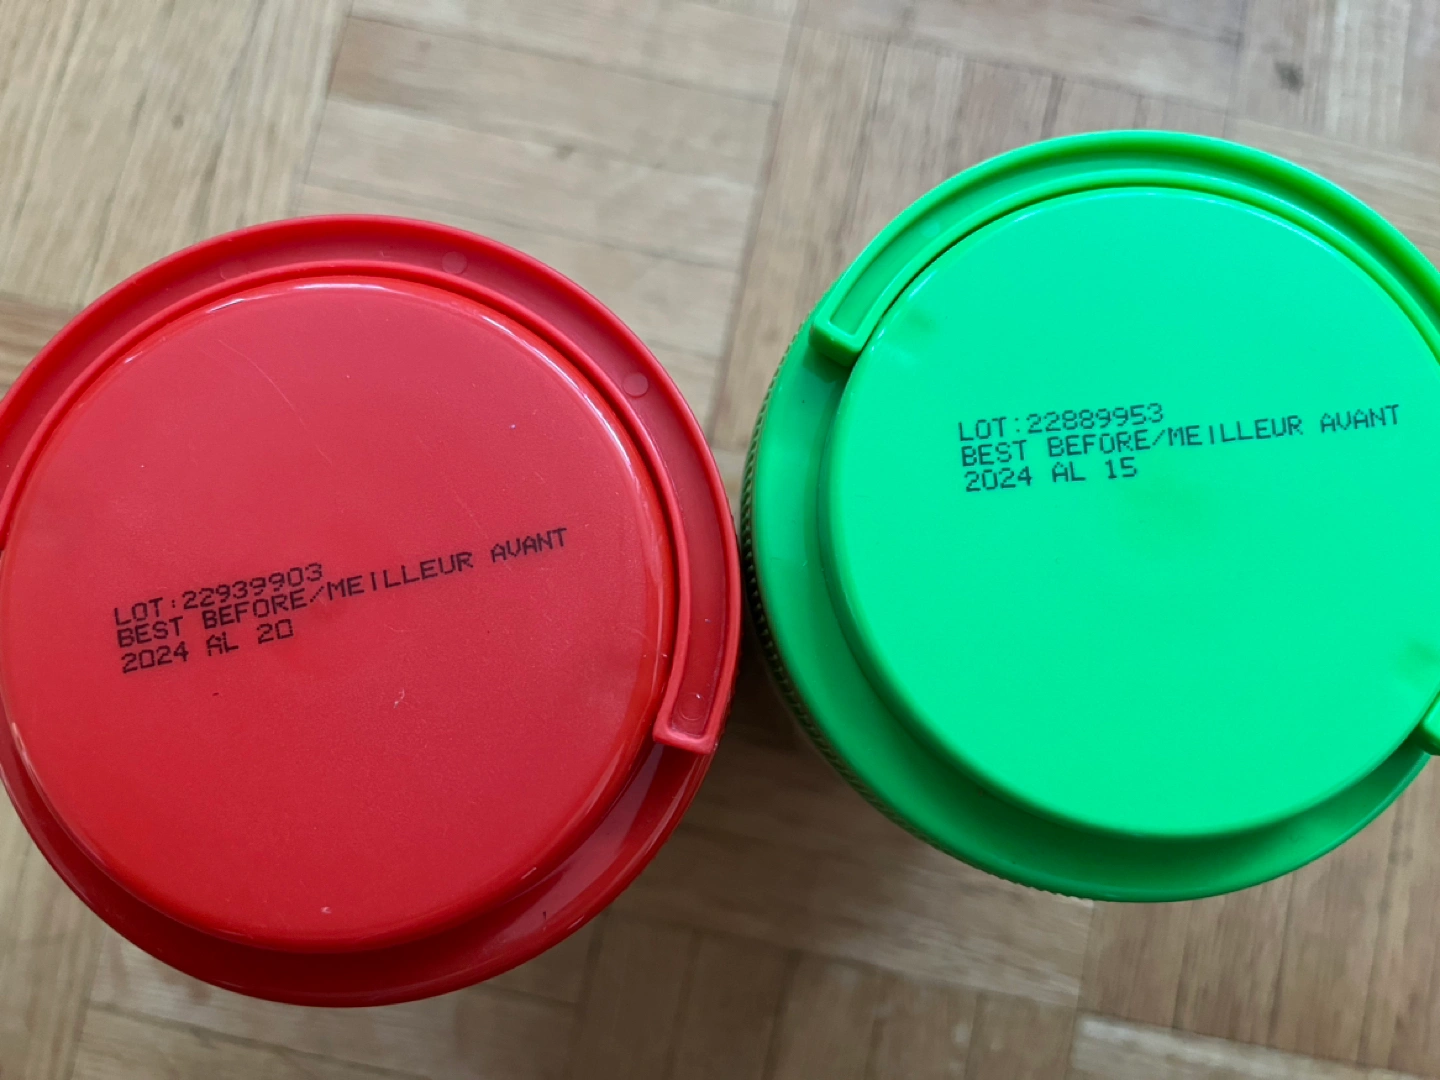 LOT:22939903
BEST BEFORE/MEILLEUR AVANT
2024 AL 20
LOT:22889953
BEST BEFORE/MEILLEUR AVANT
2024 AL 15